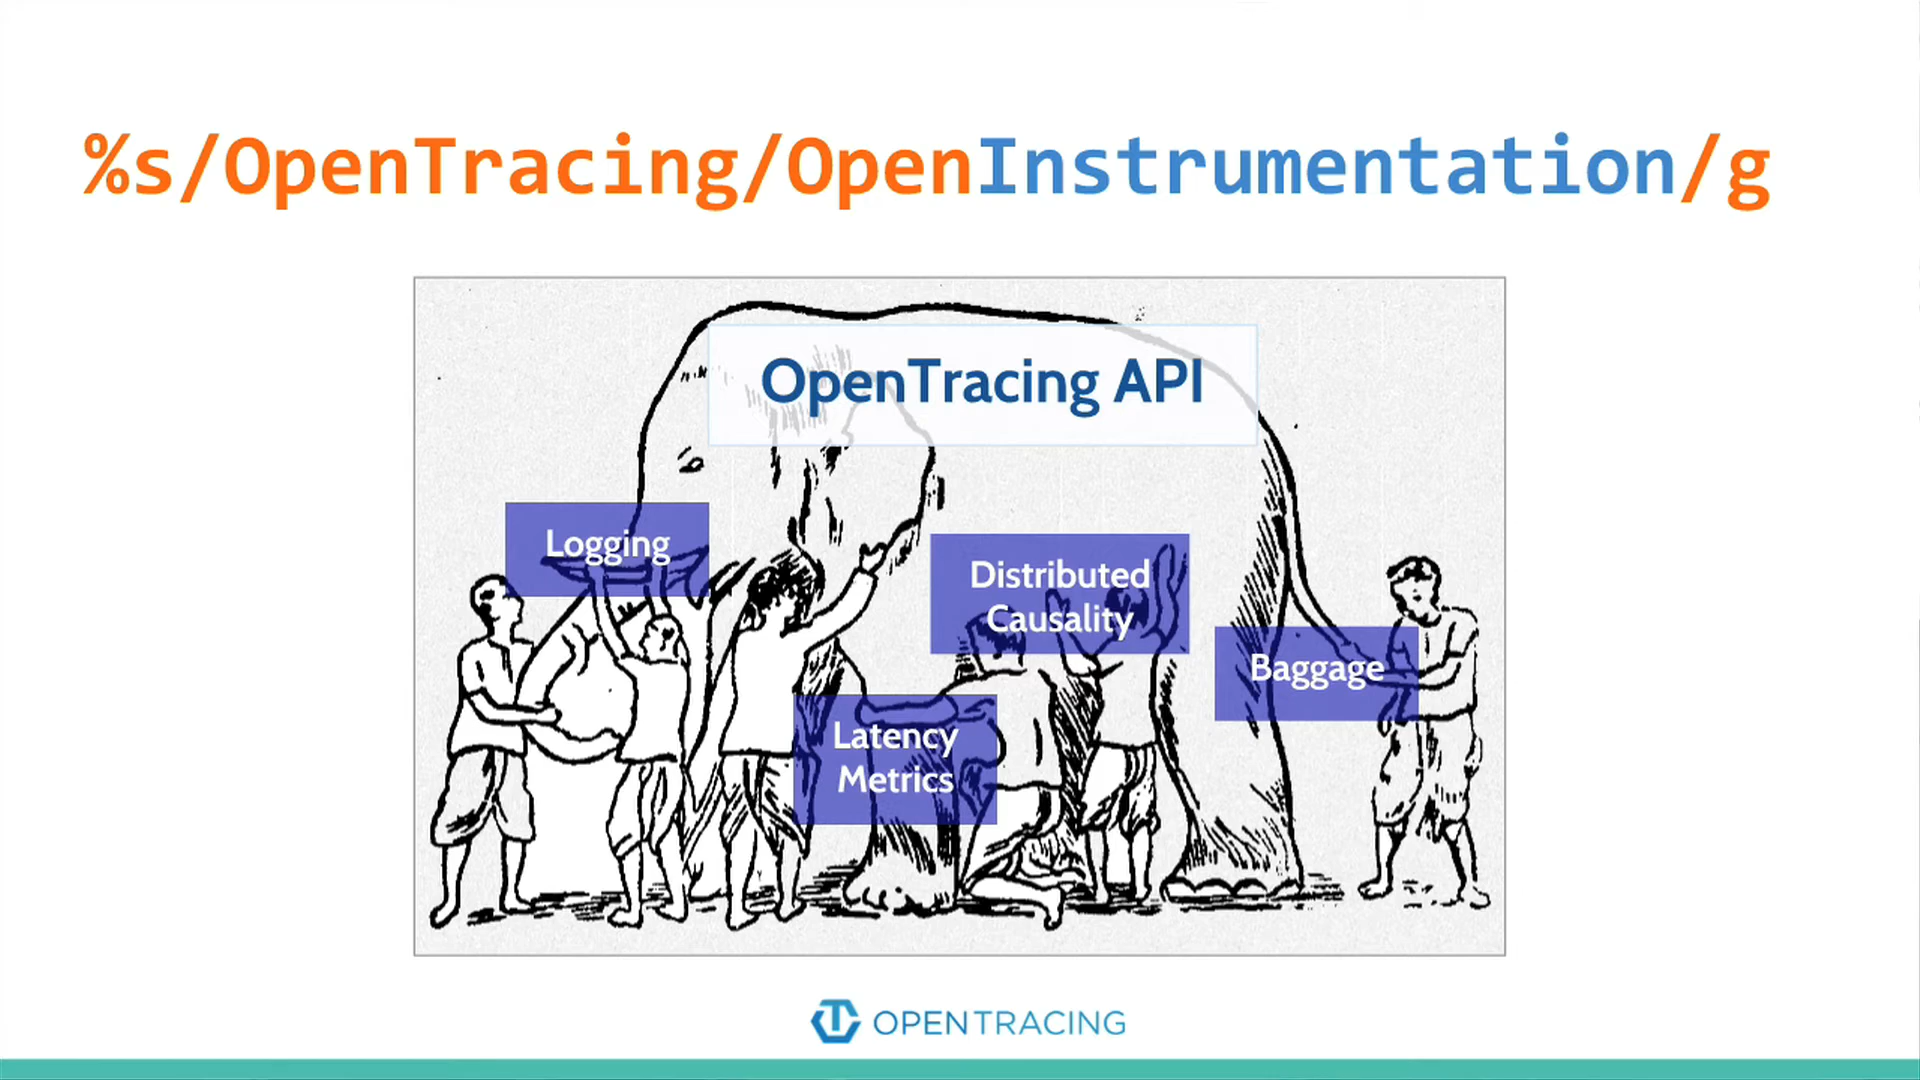 %s/OpenTracing/OpenInstrumentation/g
OpenTracing API
Logging
Distributed
Causality
Baggage
Latency
Metrics
OPENTRACING